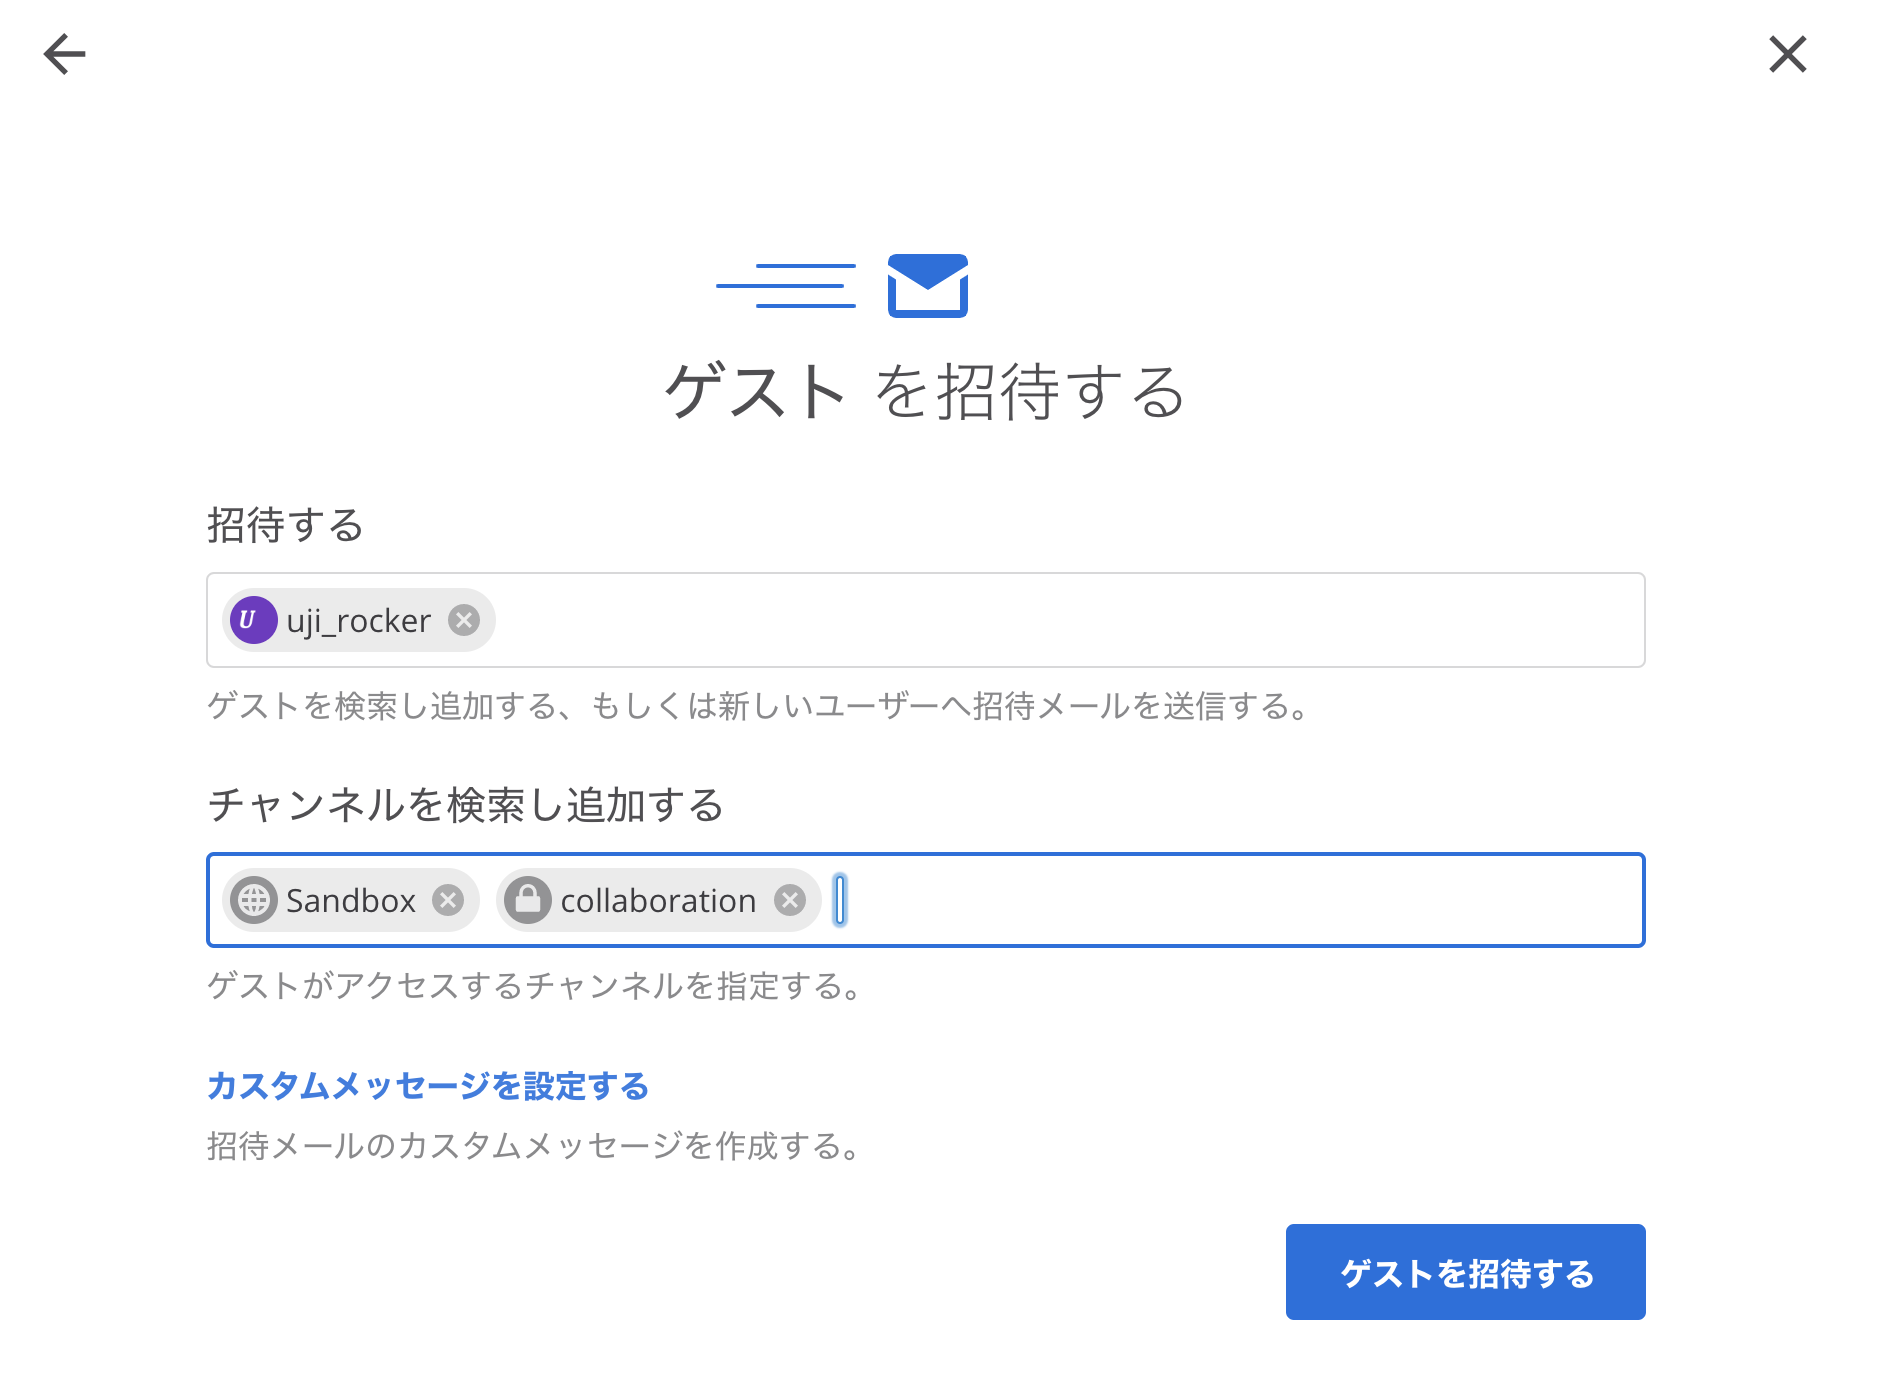 ゲスト を招待する
招待する
U uji_rocker
ゲストを検索し追加する、もしくは新しいユーザーへ招待メールを送信する。
チャンネルを検索し追加する
Sandbox collaboration
ゲストがアクセスするチャンネルを指定する。
カスタムメッセージを設定する
招待メールのカスタムメッセージを作成する。
ゲストを招待する